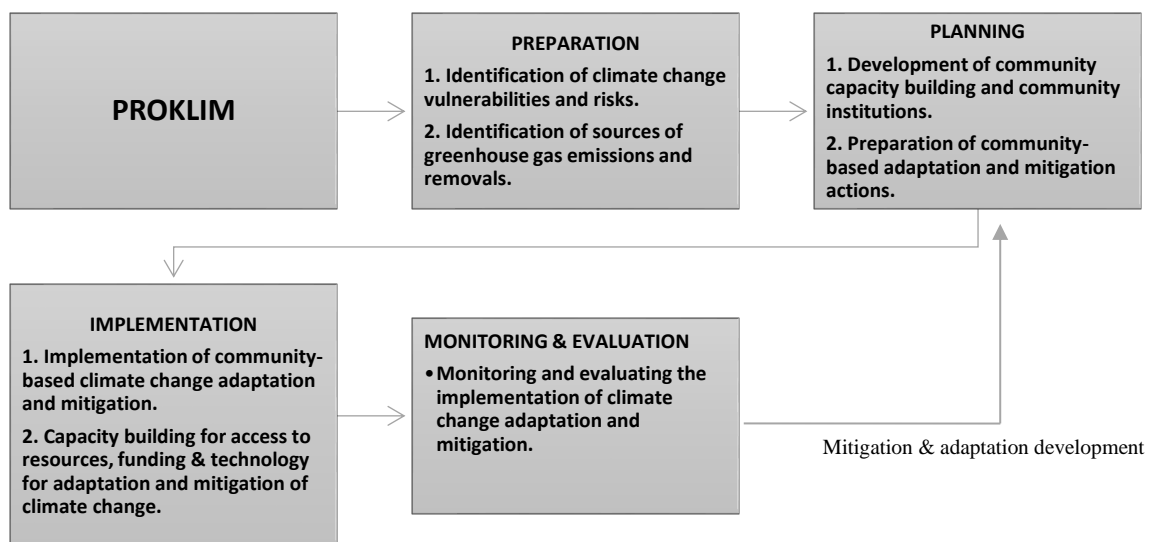 PROKLIM
PREPARATION
1. Identification of climate change
vulnerabilities and risks.
2. Identification of sources of
greenhouse gas emissions and
removals.
PLANNING
1. Development of community
capacity building and community
institutions.
2. Preparation of community-
based adaptation and mitigation
actions.
IMPLEMENTATION
1. Implementation of community-
based climate change adaptation
and mitigation.
2. Capacity building for access to
resources, funding & technology
for adaptation and mitigation of
climate change.
MONITORING & EVALUATION
• Monitoring and evaluating the
implementation of climate
change adaptation and
mitigation.
Mitigation & adaptation development